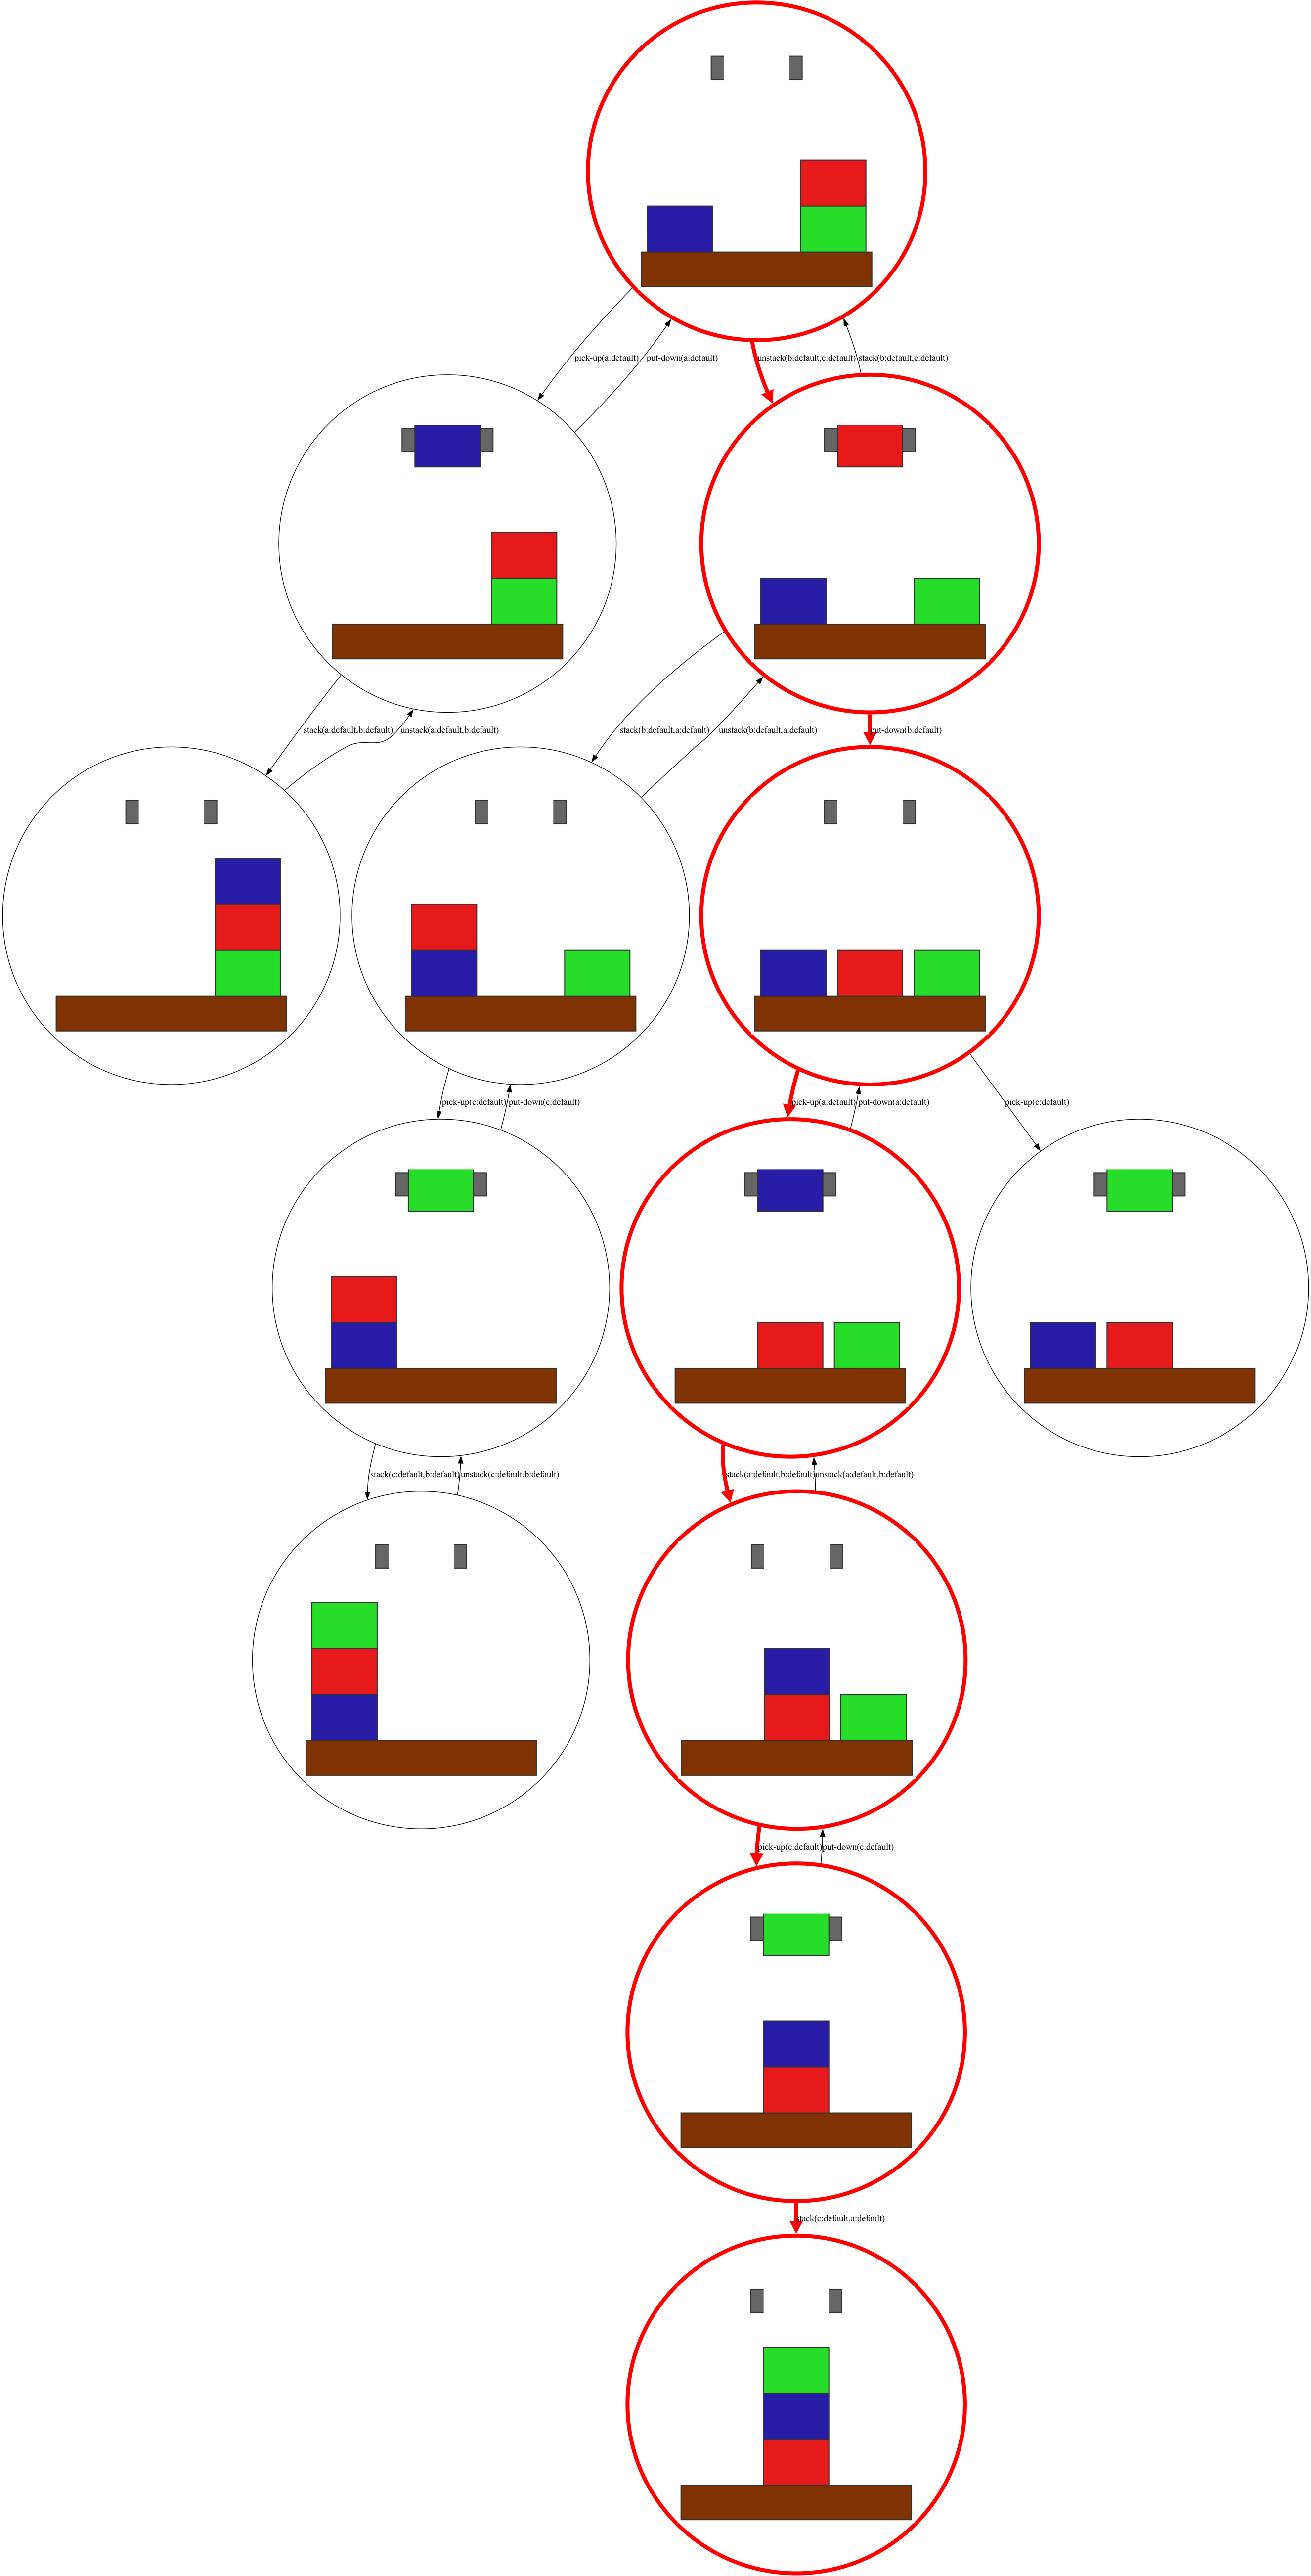 pick-up(a:default)
put-down(a:default)
unstack(b:default,c:default)
stack(b:default,c:default)
stack(a:default,b:default)
unstack(a:default,b:default)
stack(b:default,a:default)
unstack(b:default,a:default)
put-down(b:default)
pick-up(c:default)
put-down(c:default)
pick-up(a:default)
put-down(a:default)
pick-up(c:default)
stack(c:default,b:default)
unstack(c:default,b:default)
stack(a:default,b:default)
unstack(a:default,b:default)
pick-up(c:default)
put-down(c:default)
stack(c:default,a:default)